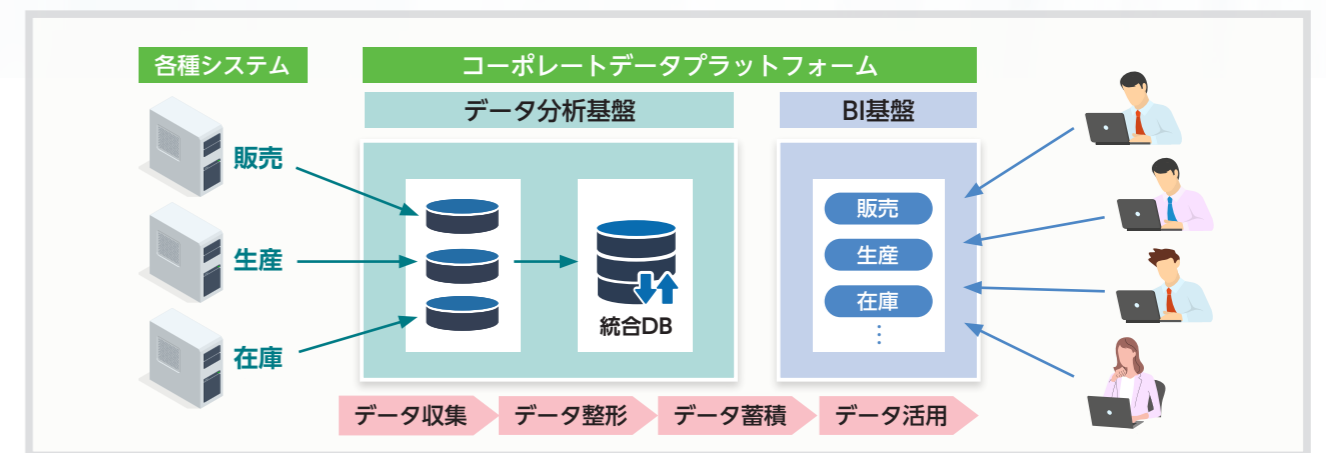 各種システム
コーポレートデータプラットフォーム
データ分析基盤
BI基盤
販売
生産
在庫
統合DB
販売
生産
在庫
⋮
データ収集
データ整形
データ蓄積
データ活用